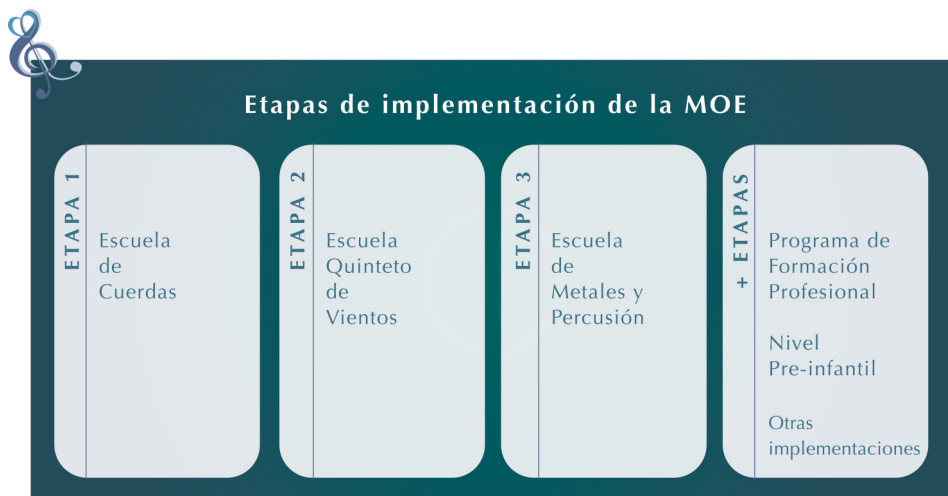 Etapas de implementación de la MOE
ETAPA 1
Escuela
de
Cuerdas
ETAPA 2
Escuela
Quinteto
de
Vientos
ETAPA 3
Escuela
de
Metales y
Percusión
+ ETAPAS
Programa de
Formación
Profesional
Nivel
Pre-infantil
Otras
implementaciones